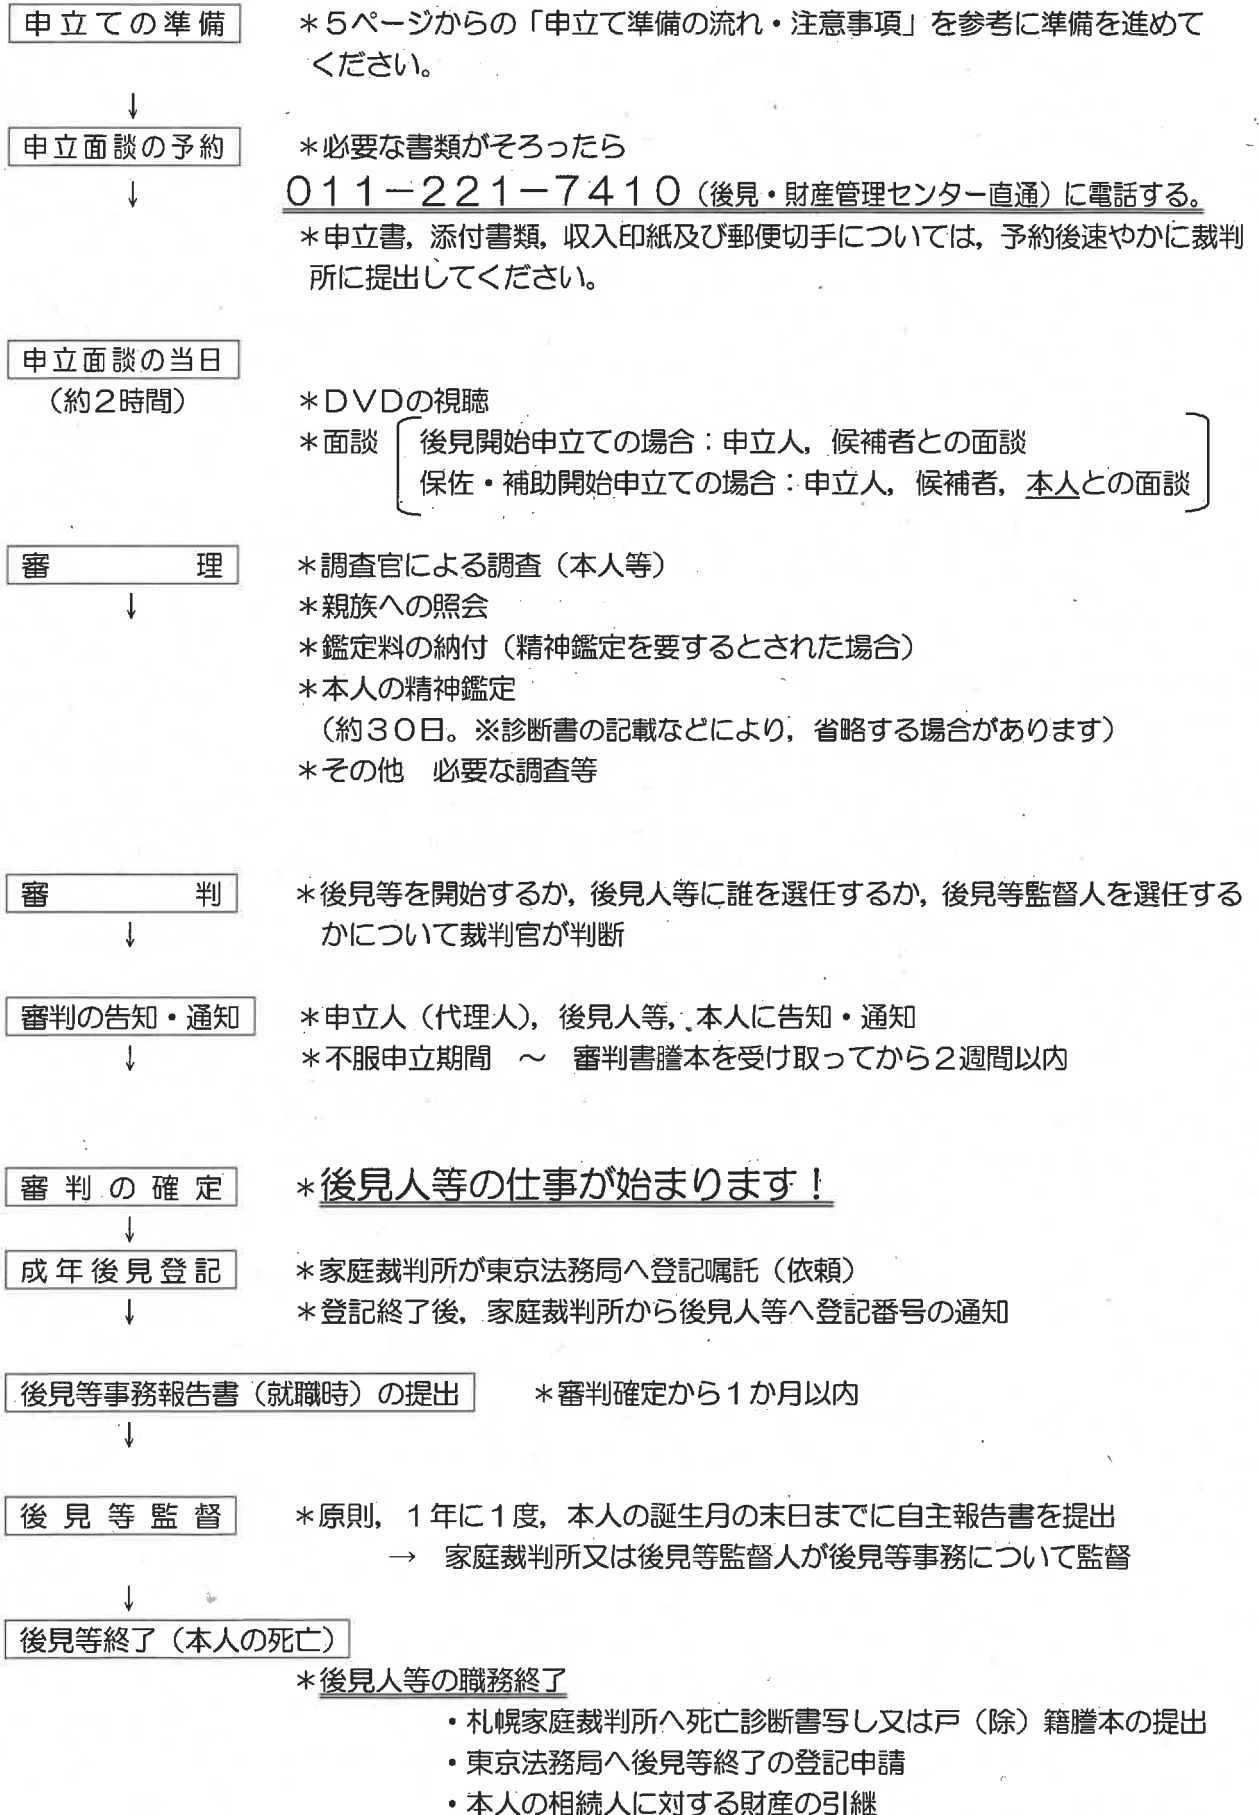 申立ての準備 ＊５ページからの「申立て準備の流れ・注意事項」を参考に準備を進めて
ください。
↓
申立面談の予約 ＊必要な書類がそろったら
↓ ０１１－２２１－７４１０（後見・財産管理センター直通）に電話する。
＊申立書，添付書類，収入印紙及び郵便切手については，予約後速やかに裁判
所に提出してください。
申立面談の当日
（約２時間） ＊ＤＶＤの視聴
＊面談 後見開始申立ての場合：申立人，候補者との面談
保佐・補助開始申立ての場合：申立人，候補者，本人との面談
審理 ＊調査官による調査（本人等）
↓ ＊親族への照会
＊鑑定料の納付（精神鑑定を要するとされた場合）
＊本人の精神鑑定
（約３０日。※診断書の記載などにより，省略する場合があります）
＊その他　必要な調査等
審判 ＊後見等を開始するか，後見人等に誰を選任するか，後見等監督人を選任する
↓ かについて裁判官が判断
審判の告知・通知 ＊申立人（代理人），後見人等，本人に告知・通知
↓ ＊不服申立期間　～　審判書謄本を受け取ってから２週間以内
審判の確定 ＊後見人等の仕事が始まります！
↓
成年後見登記 ＊家庭裁判所が東京法務局へ登記嘱託（依頼）
↓ ＊登記終了後，家庭裁判所から後見人等へ登記番号の通知
後見等事務報告書（就職時）の提出 ＊審判確定から１か月以内
↓
後見等監督 ＊原則，１年に１度，本人の誕生月の末日までに自主報告書を提出
→　家庭裁判所又は後見等監督人が後見等事務について監督
↓
後見等終了（本人の死亡）
＊後見人等の職務終了
・札幌家庭裁判所へ死亡診断書写し又は戸（除）籍謄本の提出
・東京法務局へ後見等終了の登記申請
・本人の相続人に対する財産の引継